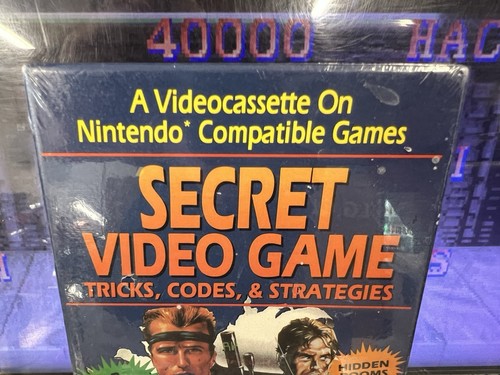 40000 HAC
A Videocassette On
Nintendo* Compatible Games
SECRET
VIDEO GAME
TRICKS, CODES, & STRATEGIES
HIDDEN
ROOMS